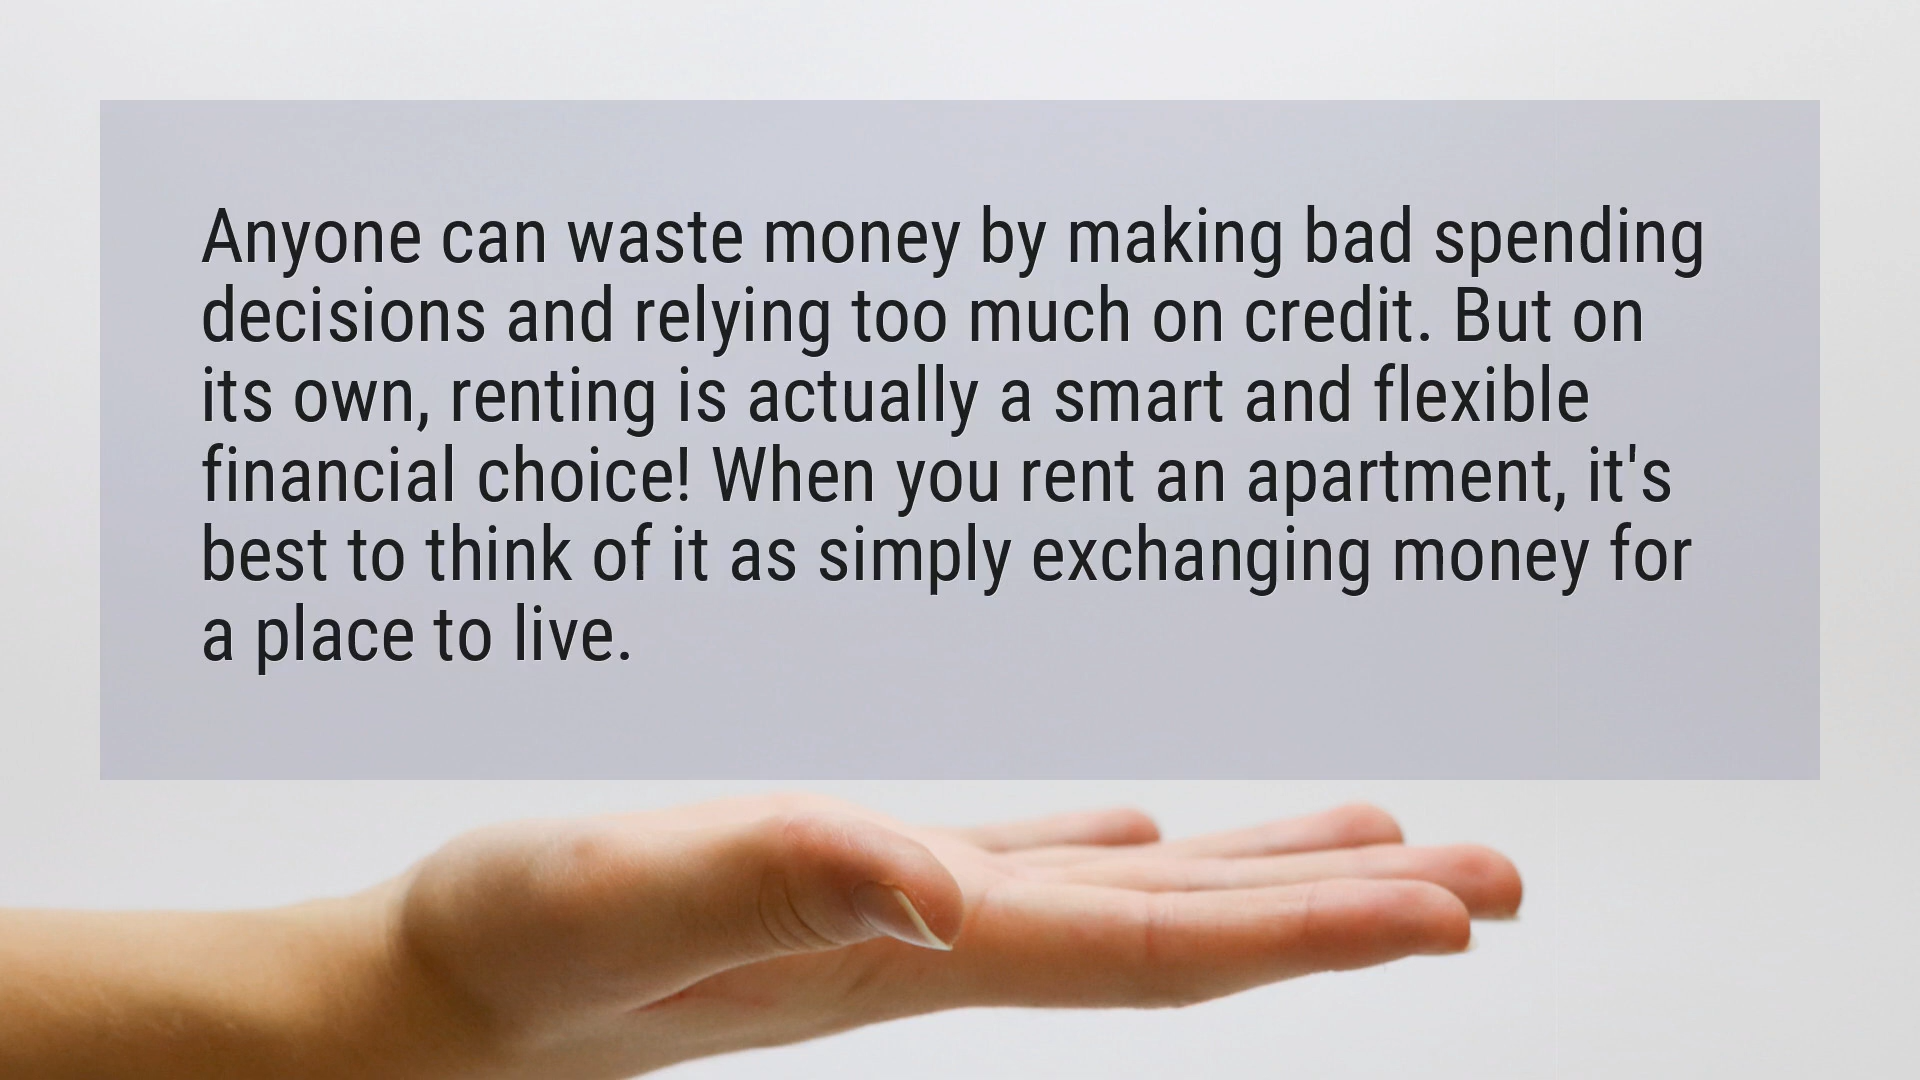 Anyone can waste money by making bad spending
decisions and relying too much on credit. But on
its own, renting is actually a smart and flexible
financial choice! When you rent an apartment, it's
best to think of it as simply exchanging money for
a place to live.